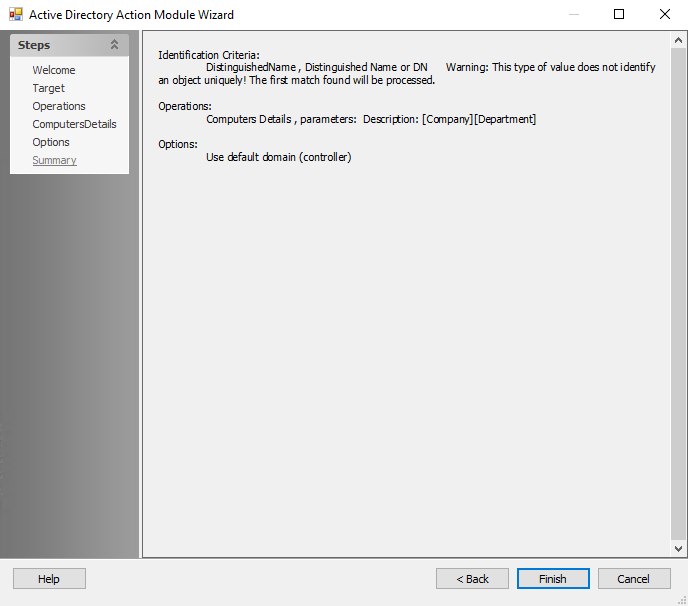 Active Directory Action Module Wizard
Steps
Welcome
Target
Operations
ComputersDetails
Options
Summary
Identification Criteria:
DistinguishedName , Distinguished Name or DN Warning: This type of value does not identify
an object uniquely! The first match found will be processed.
Operations:
Computers Details , parameters: Description: [Company][Department]
Options:
Use default domain (controller)
Help
< Back
Finish
Cancel